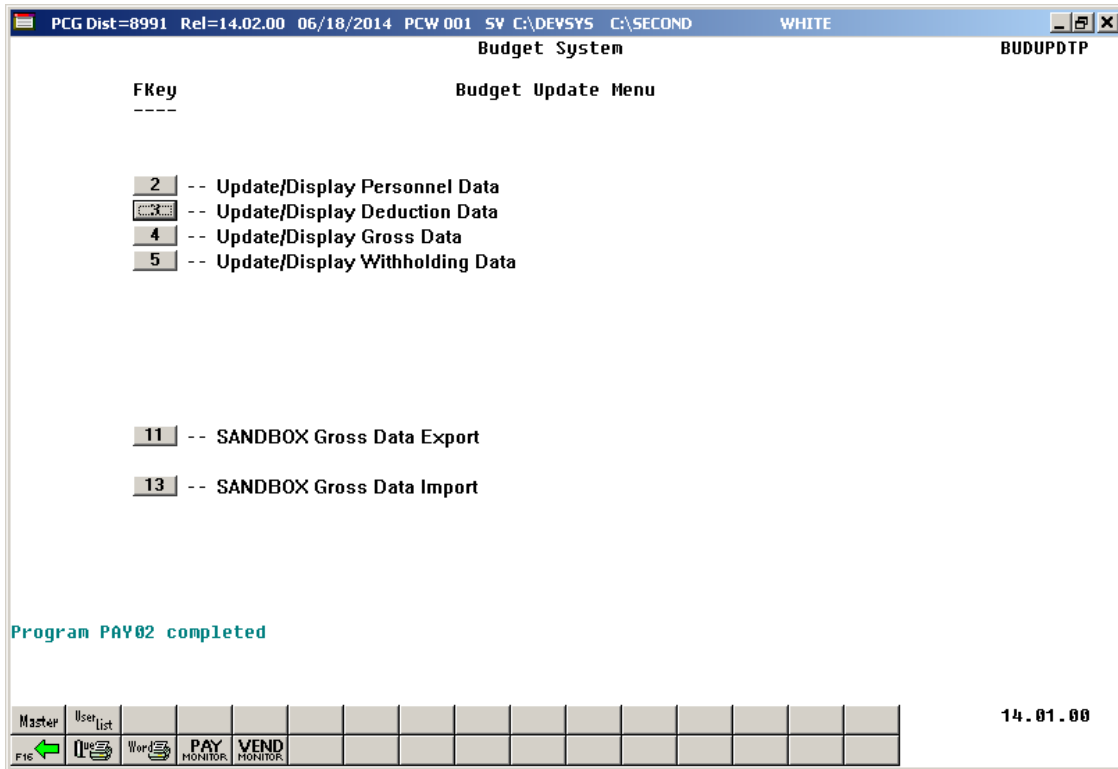 PCG Dist=8991 Rel=14.02.00 06/18/2014 PCW 001 SV C:\DEVSYS C:\SECOND WHITE
Budget System BUDUPDTP
FKey Budget Update Menu
----
2 -- Update/Display Personnel Data
3 -- Update/Display Deduction Data
4 -- Update/Display Gross Data
5 -- Update/Display Withholding Data
11 -- SANDBOX Gross Data Export
13 -- SANDBOX Gross Data Import
Program PAY02 completed
Master User List 14.01.00
F16 Que Word PAY MONITOR VEND MONITOR